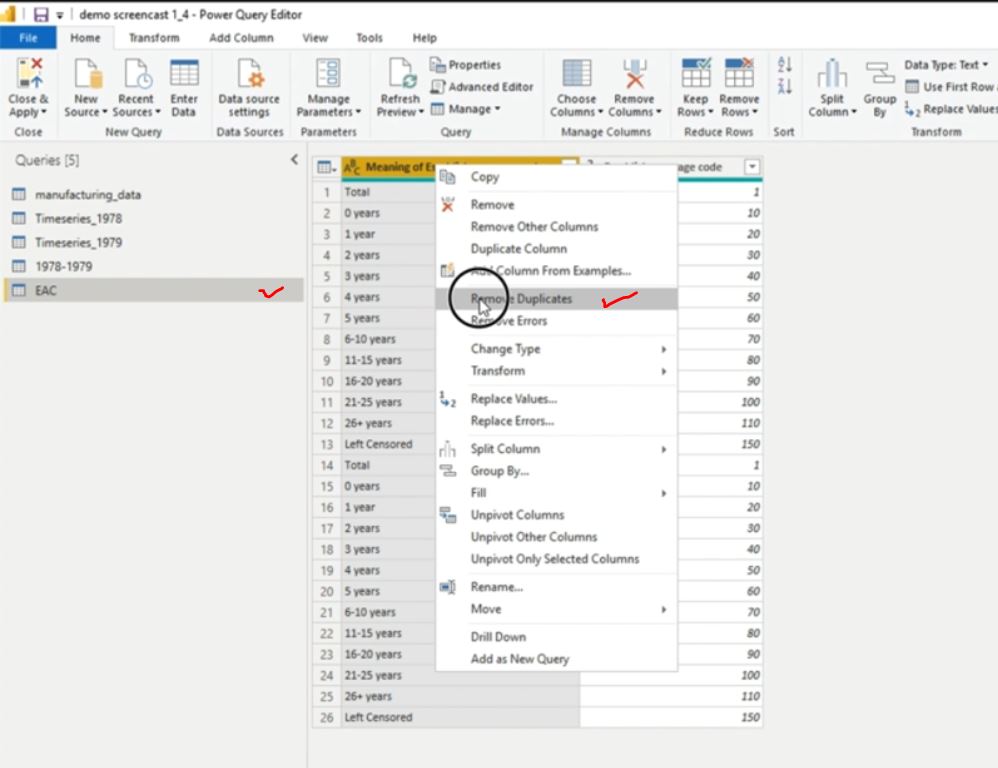 demo screencast 1_4 - Power Query Editor
File Home Transform Add Column View Tools Help
Close & Apply
New Source
Recent Sources
Enter Data
Data source settings
Manage Parameters
Refresh Preview
Properties
Advanced Editor
Manage
Choose Columns
Remove Columns
Keep Rows
Remove Rows
Split Column
Group By
Data Type: Text
Use First Row
Replace Values
Close New Query Data Sources Parameters Query Manage Columns Reduce Rows Sort Transform
Queries [5]
manufacturing_data
Timeseries_1978
Timeseries_1979
1978-1979
EAC
Meaning of
age code
1 Total 1
2 0 years 10
3 1 year 20
4 2 years 30
5 3 years 40
6 4 years 50
7 5 years 60
8 6-10 years 70
9 11-15 years 80
10 16-20 years 90
11 21-25 years 100
12 26+ years 110
13 Left Censored 150
14 Total 1
15 0 years 10
16 1 year 20
17 2 years 30
18 3 years 40
19 4 years 50
20 5 years 60
21 6-10 years 70
22 11-15 years 80
23 16-20 years 90
24 21-25 years 100
25 26+ years 110
26 Left Censored 150
Copy
Remove
Remove Other Columns
Duplicate Column
Add Column From Examples...
Remove Duplicates
Remove Errors
Change Type
Transform
Replace Values...
Replace Errors...
Split Column
Group By...
Fill
Unpivot Columns
Unpivot Other Columns
Unpivot Only Selected Columns
Rename...
Move
Drill Down
Add as New Query